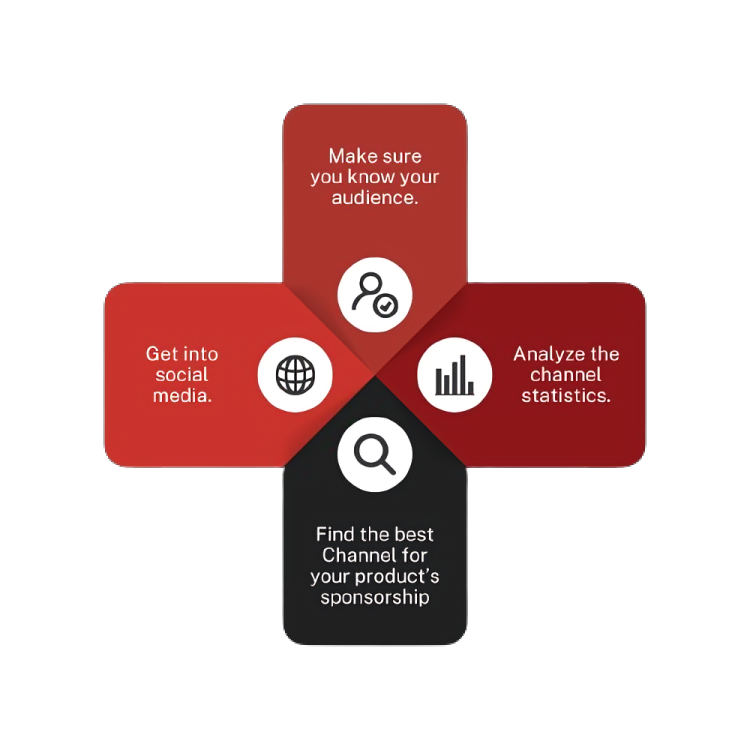 Make sure
you know your
audience.
Get into
social
media.
Analyze the
channel
statistics.
Find the best
Channel for
your product's
sponsorship